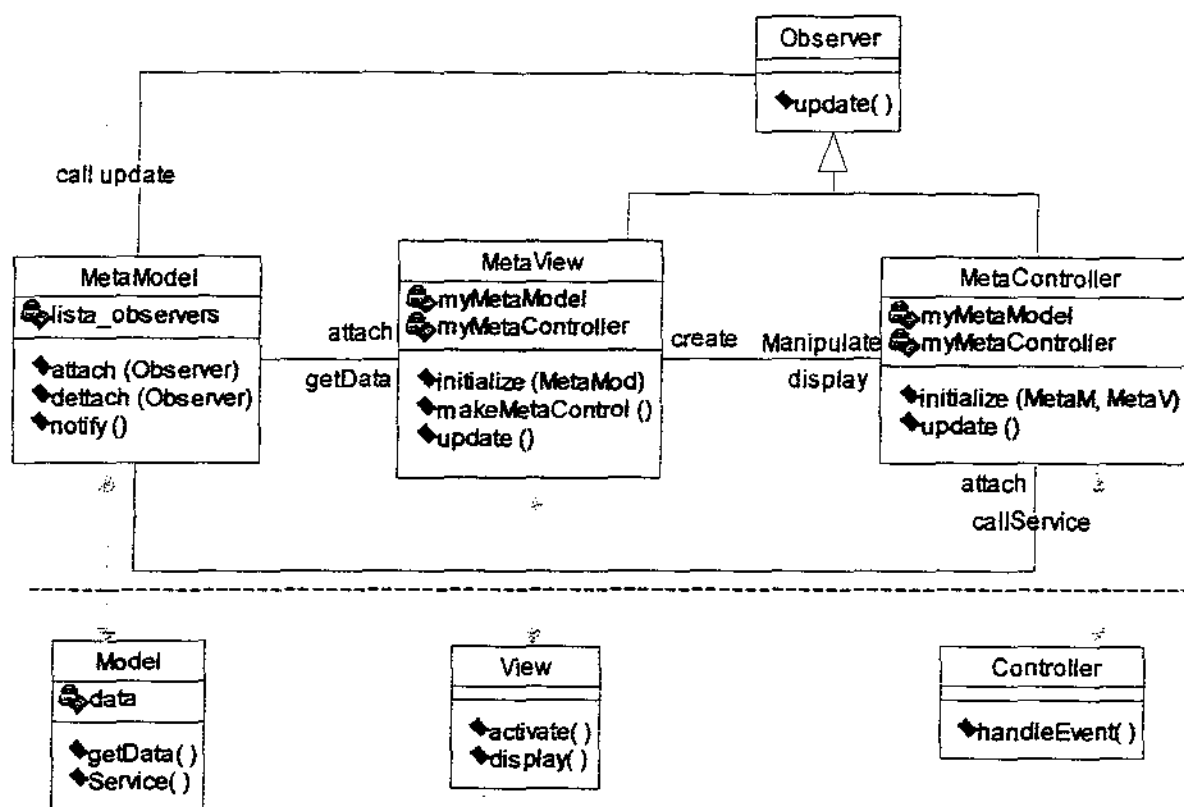 Observer
update( )
call update
MetaModel
lista_observers
attach (Observer)
dettach (Observer)
notify ()
attach
getData
MetaView
myMetaModel
myMetaController
initialize (MetaMod)
makeMetaControl ()
update ()
create
Manipulate
display
MetaController
myMetaModel
myMetaController
initialize (MetaM, MetaV)
update ()
attach
callService
Model
data
getData( )
Service( )
View
activate( )
display( )
Controller
handleEvent( )